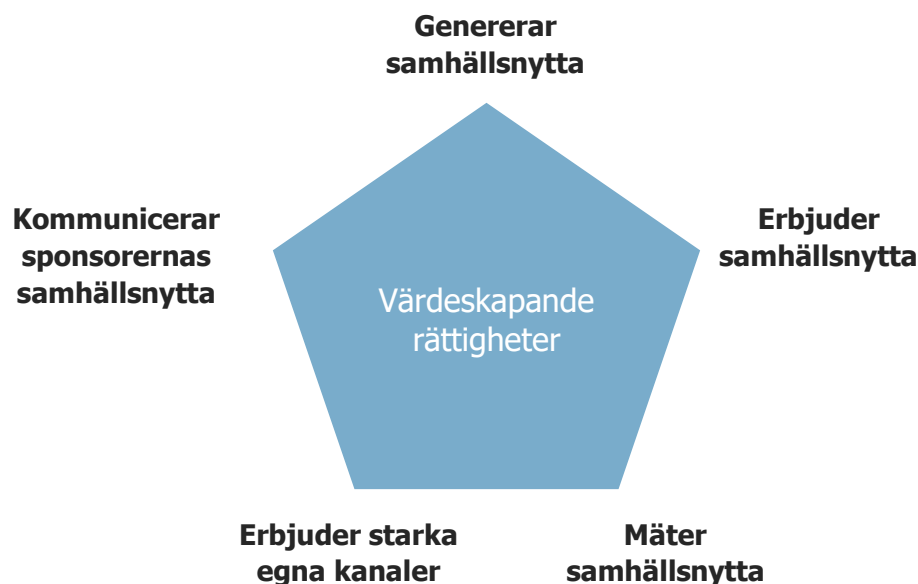 Genererar
samhällsnytta
Kommunicerar
sponsorernas
samhällsnytta
Erbjuder
samhällsnytta
Värdeskapande
rättigheter
Erbjuder starka
egna kanaler
Mäter
samhällsnytta